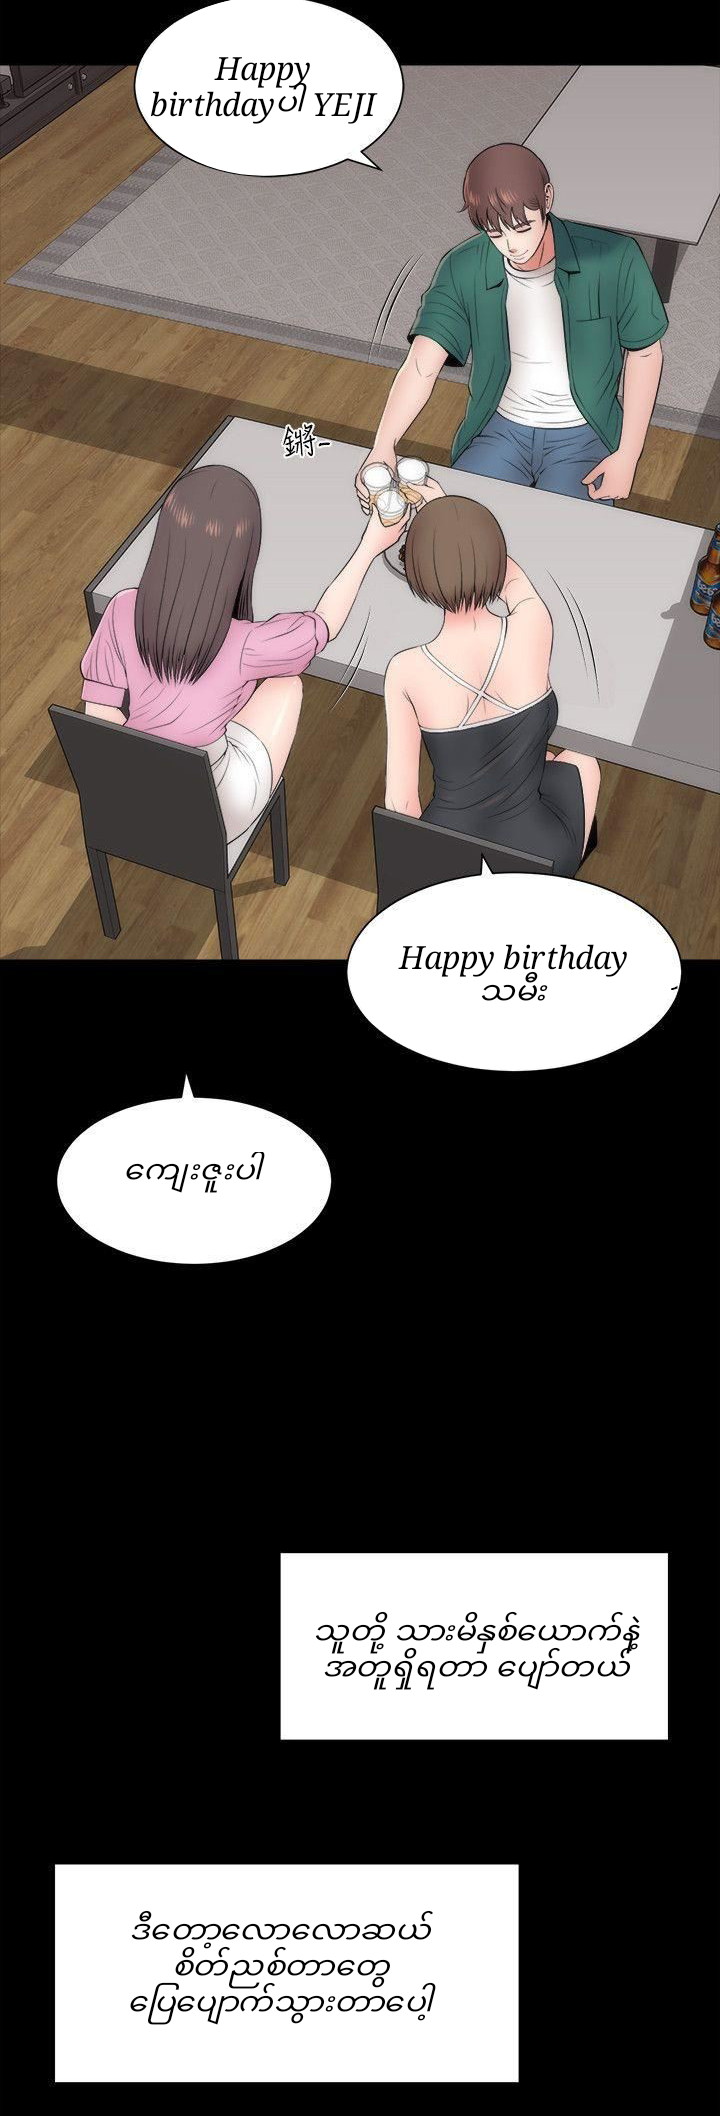 Happy
birthdayပါ YEJI
鏘-
Happy birthday
သမီး
ကျေးဇူးပါ
သူတို့ သားမိနှစ်ယောက်နဲ့
အတူရှိရတာ ပျော်တယ်
ဒီတော့လောလောဆယ်
စိတ်ညစ်တာတွေ
ပြေပျောက်သွားတာပေါ့